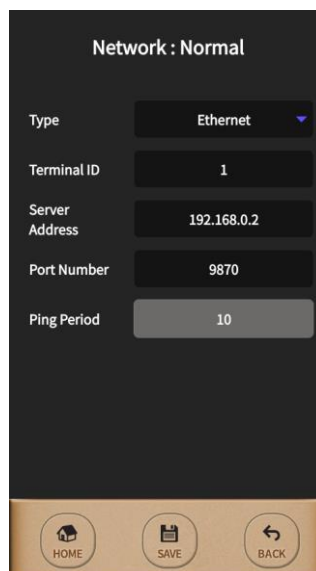 Network : Normal
Type
Ethernet
Terminal ID
1
Server
Address
192.168.0.2
Port Number
9870
Ping Period
10
HOME
SAVE
BACK